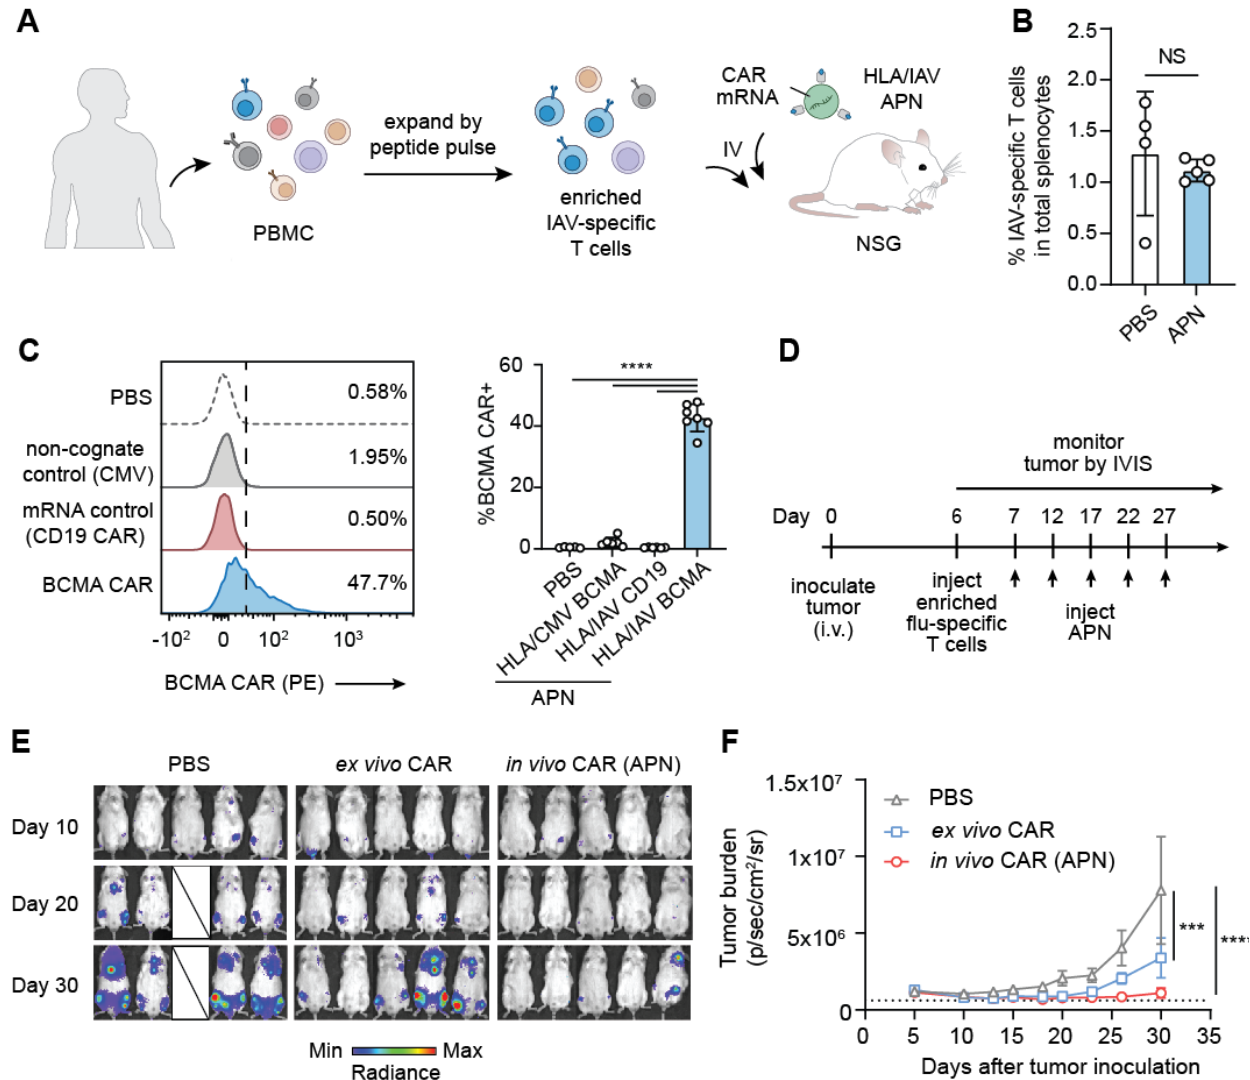 A
PBMC
expand by
peptide pulse
enriched
IAV-specific
T cells
CAR
mRNA
HLA/IAV
APN
IV
NSG
B
% IAV-specific T cells
in total splenocytes
2.5
2.0
1.5
1.0
0.5
0.0
NS
PBS
APN
C
PBS
0.58%
non-cognate
control (CMV)
1.95%
mRNA control
(CD19 CAR)
0.50%
BCMA CAR
47.7%
-10²
0
10²
10³
BCMA CAR (PE)
%BCMA CAR+
60
40
20
0
****
PBS
HLA/CMV BCMA
HLA/IAV CD19
HLA/IAV BCMA
APN
D
monitor
tumor by IVIS
Day 0 6 7 12 17 22 27
inoculate
tumor
(i.v.)
inject
enriched
flu-specific
T cells
inject
APN
E
PBS
ex vivo CAR
in vivo CAR (APN)
Day 10
Day 20
Day 30
Min
Max
Radiance
F
Tumor burden
(p/sec/cm²/sr)
1.5x10⁷
1x10⁷
5x10⁶
0
PBS
ex vivo CAR
in vivo CAR (APN)
***
****
0 5 10 15 20 25 30 35
Days after tumor inoculation